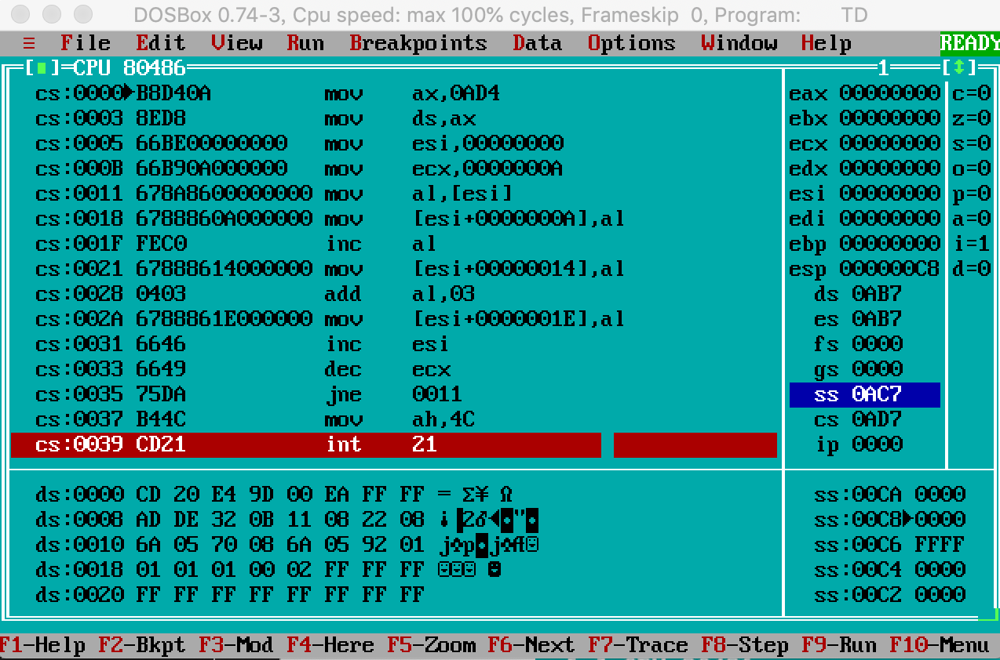 DOSBox 0.74-3, Cpu speed: max 100% cycles, Frameskip 0, Program: TD
≡ File Edit View Run Breakpoints Data Options Window Help READY
[■]=CPU 80486 1 [↕]
cs:0000►B8D40A mov ax,0AD4 eax 00000000 c=0
cs:0003 8ED8 mov ds,ax ebx 00000000 z=0
cs:0005 66BE00000000 mov esi,00000000 ecx 00000000 s=0
cs:000B 66B90A000000 mov ecx,0000000A edx 00000000 o=0
cs:0011 678A8600000000 mov al,[esi] esi 00000000 p=0
cs:0018 6788860A000000 mov [esi+0000000A],al edi 00000000 a=0
cs:001F FEC0 inc al ebp 00000000 i=1
cs:0021 67888614000000 mov [esi+00000014],al esp 000000C8 d=0
cs:0028 0403 add al,03 ds 0AB7
cs:002A 6788861E000000 mov [esi+0000001E],al es 0AB7
cs:0031 6646 inc esi fs 0000
cs:0033 6649 dec ecx gs 0000
cs:0035 75DA jne 0011 ss 0AC7
cs:0037 B44C mov ah,4C cs 0AD7
cs:0039 CD21 int 21 ip 0000
ds:0000 CD 20 E4 9D 00 EA FF FF = Σ¥ Ω ss:00CA 0000
ds:0008 AD DE 32 0B 11 08 22 08 ¡▐2♂◄◘"◘ ss:00C8►0000
ds:0010 6A 05 70 08 6A 05 92 01 j♣p◘j♣Æ☺ ss:00C6 FFFF
ds:0018 01 01 01 00 02 FF FF FF ☺☺☺ ☻ ss:00C4 0000
ds:0020 FF FF FF FF FF FF FF FF ss:00C2 0000
F1-Help F2-Bkpt F3-Mod F4-Here F5-Zoom F6-Next F7-Trace F8-Step F9-Run F10-Menu